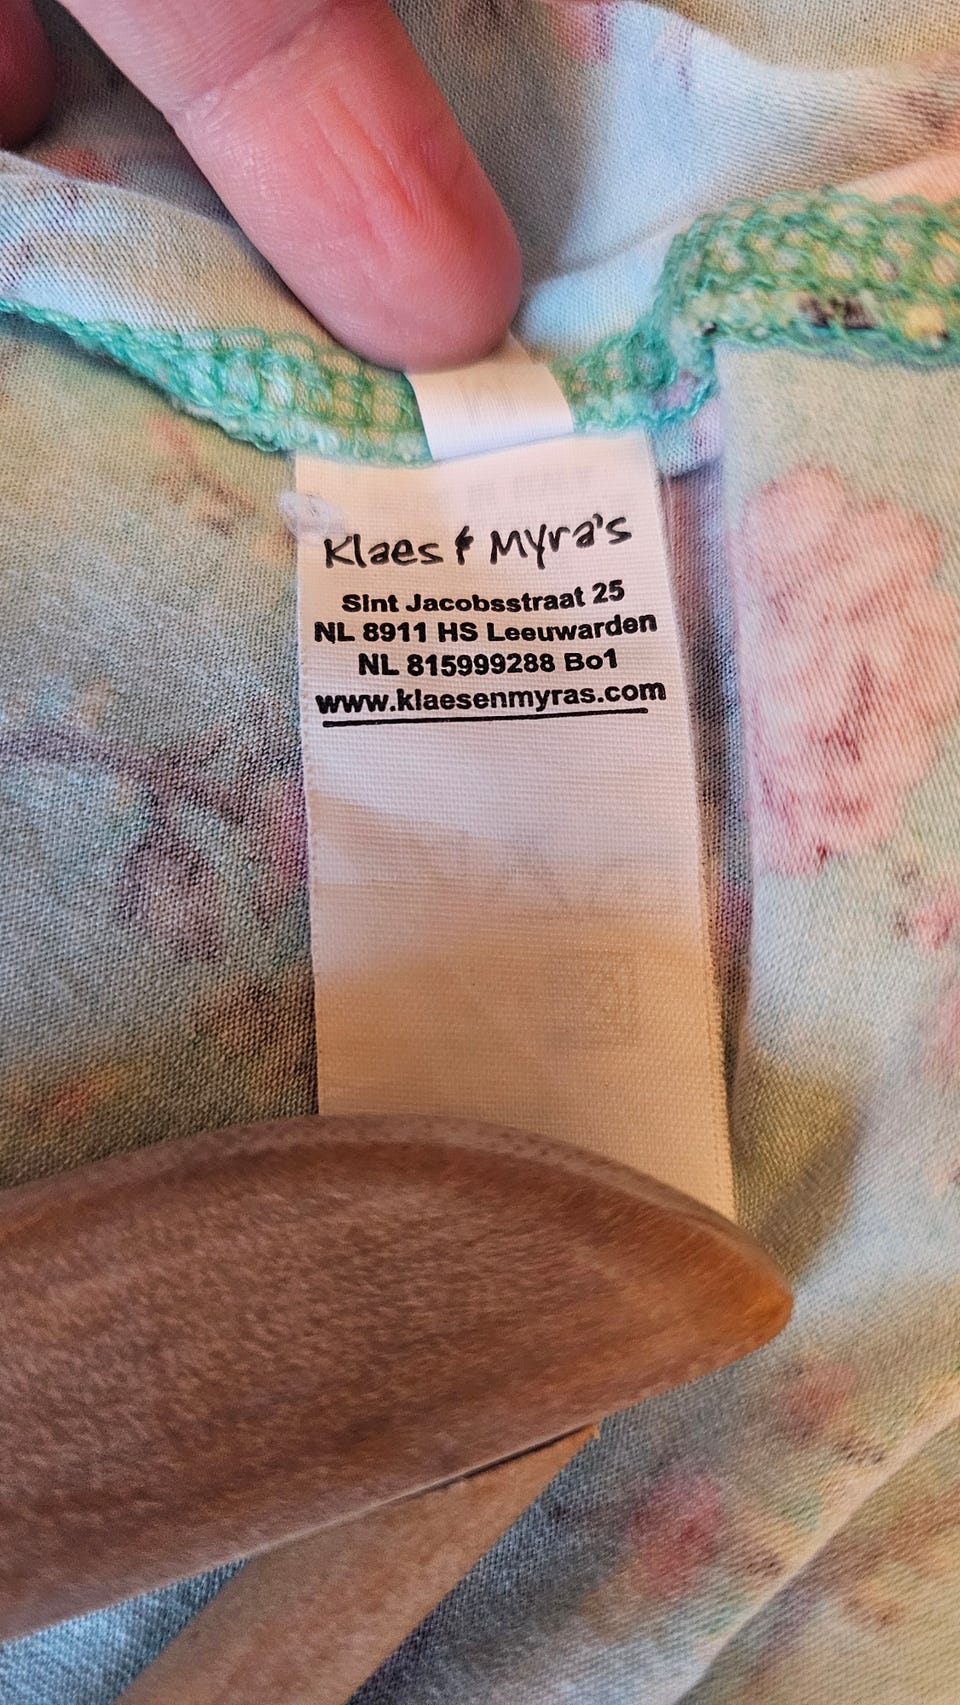 Klaes & Myra's
Sint Jacobsstraat 25
NL 8911 HS Leeuwarden
NL 815999288 Bo1
www.klaesenmyras.com